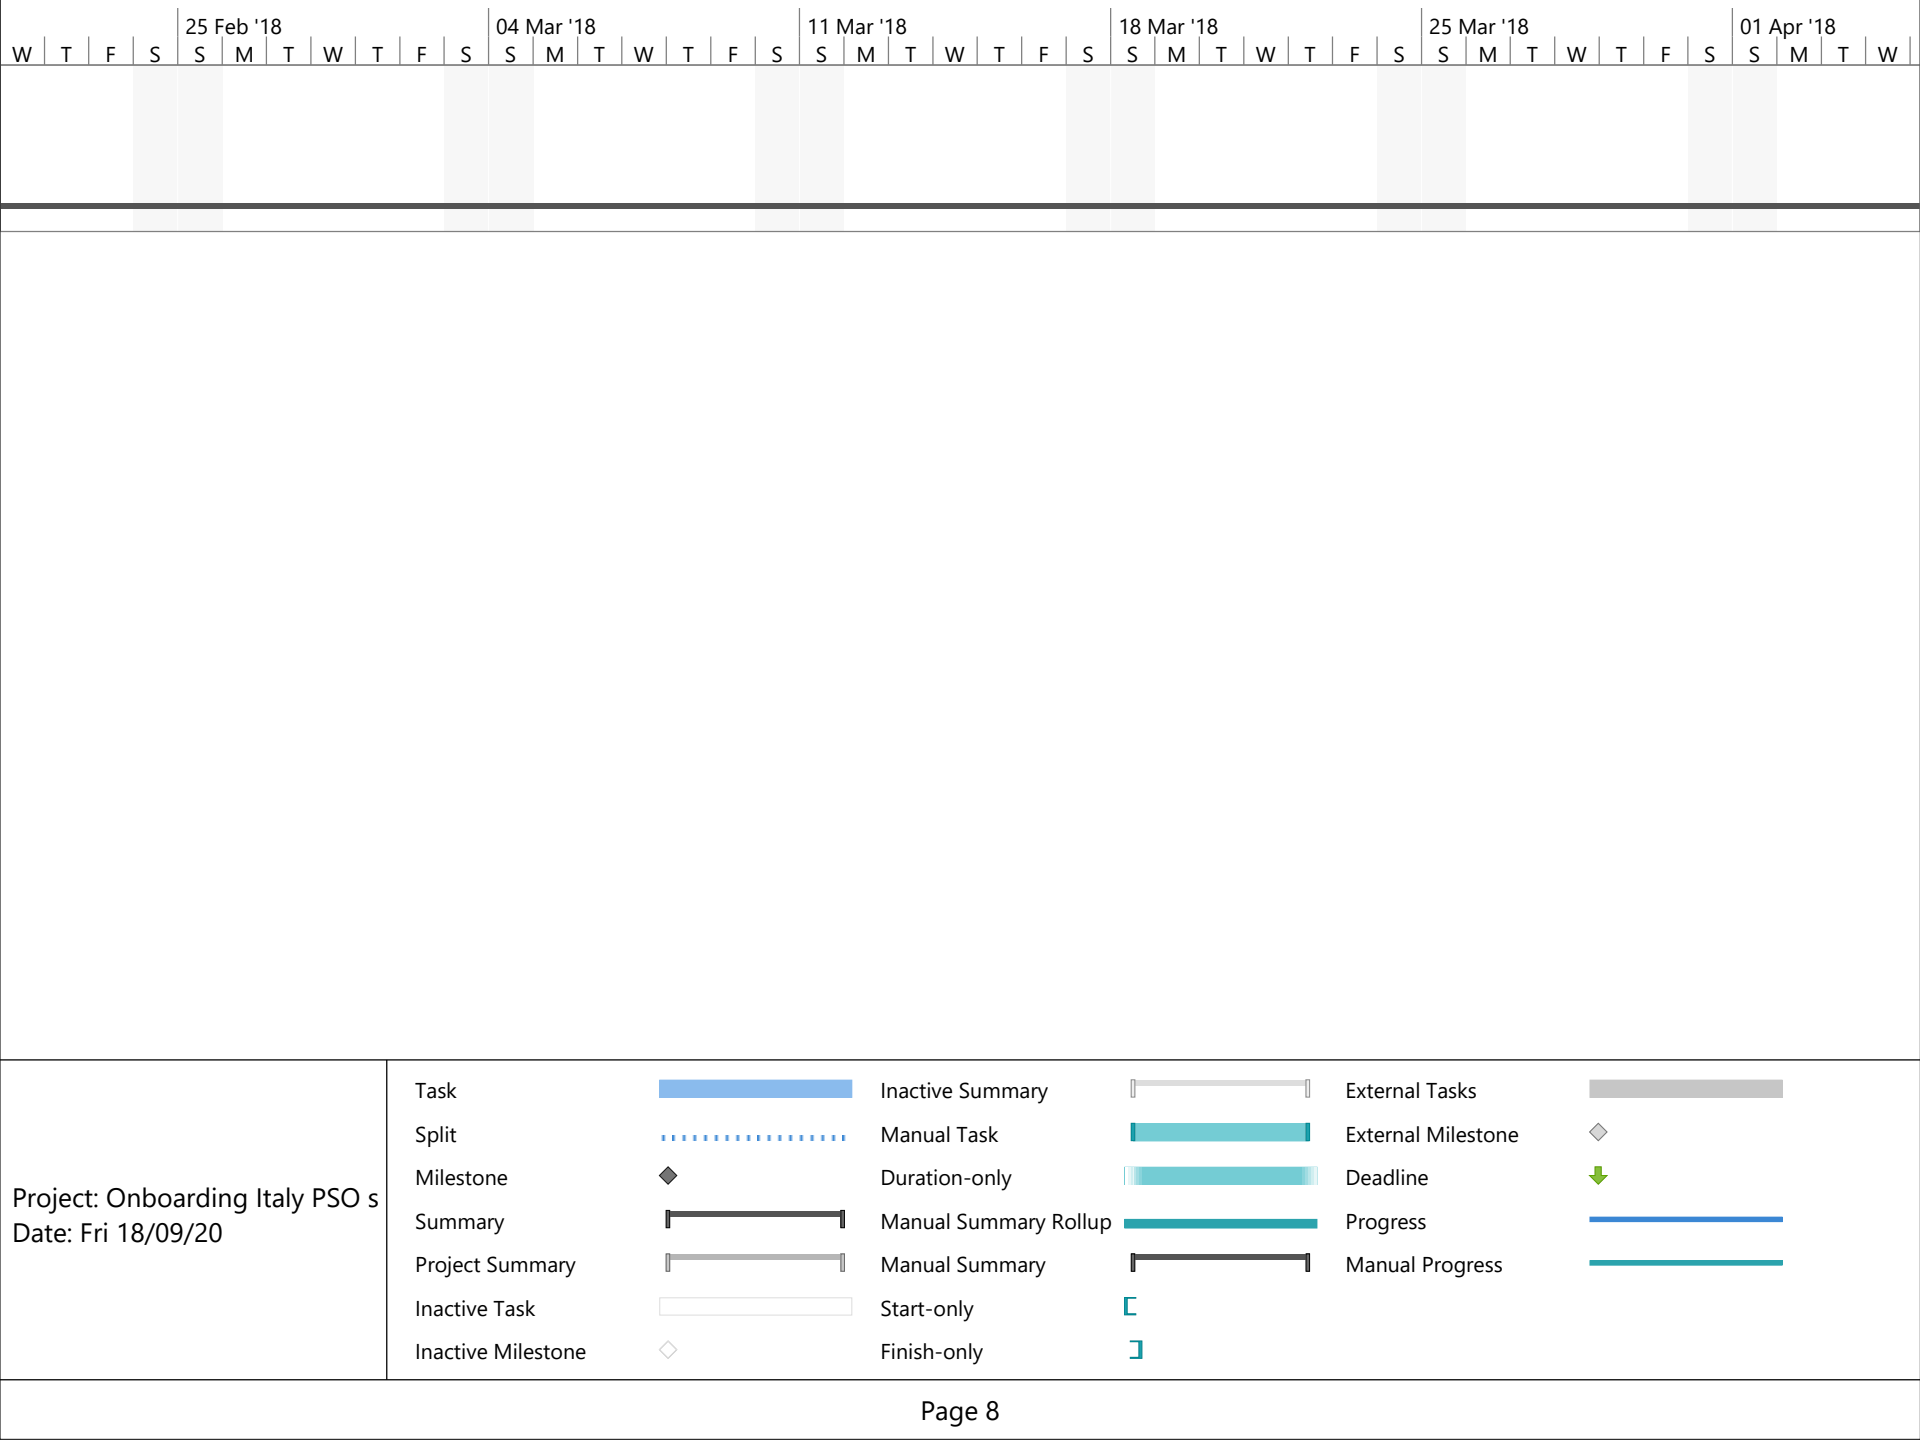 25 Feb '18 04 Mar '18 11 Mar '18 18 Mar '18 25 Mar '18 01 Apr '18
W T F S S M T W T F S S M T W T F S S M T W T F S S M T W T F S S M T W T F S S M T W
Task Inactive Summary External Tasks
Split Manual Task External Milestone
Milestone Duration-only Deadline
Project: Onboarding Italy PSO s
Date: Fri 18/09/20
Summary Manual Summary Rollup Progress
Project Summary Manual Summary Manual Progress
Inactive Task Start-only
Inactive Milestone Finish-only
Page 8